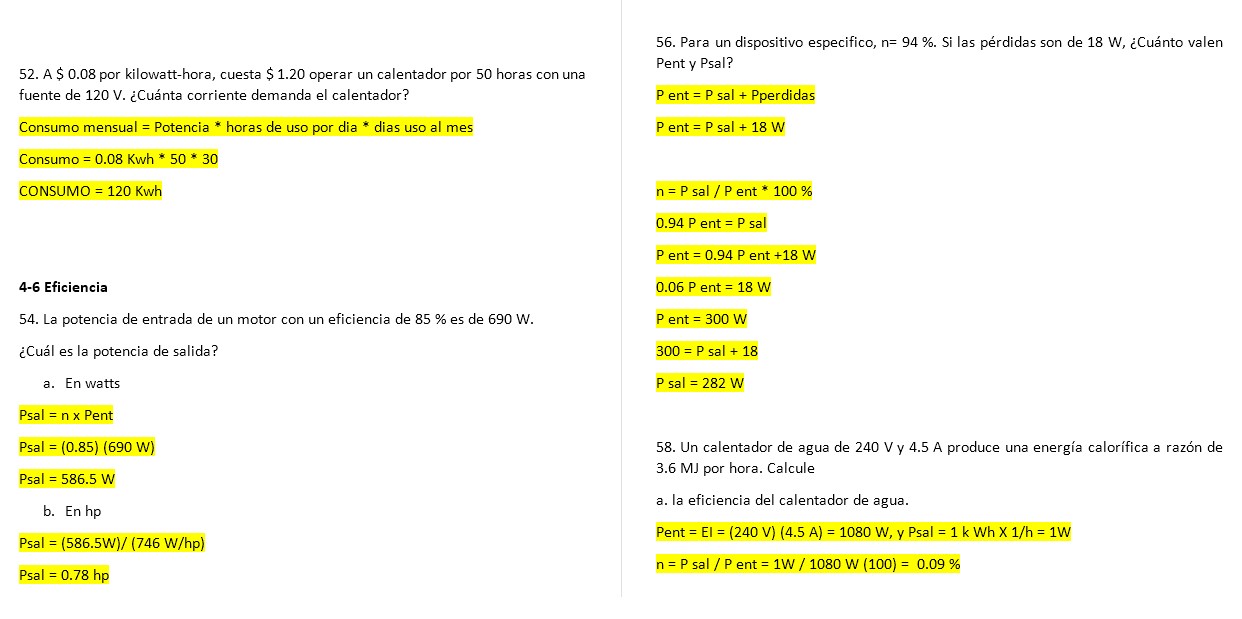 52. A $ 0.08 por kilowatt-hora, cuesta $ 1.20 operar un calentador por 50 horas con una
fuente de 120 V. ¿Cuánta corriente demanda el calentador?
Consumo mensual = Potencia * horas de uso por dia * dias uso al mes
Consumo = 0.08 Kwh * 50 * 30
CONSUMO = 120 Kwh
4-6 Eficiencia
54. La potencia de entrada de un motor con un eficiencia de 85 % es de 690 W.
¿Cuál es la potencia de salida?
a. En watts
Psal = n x Pent
Psal = (0.85) (690 W)
Psal = 586.5 W
b. En hp
Psal = (586.5W)/ (746 W/hp)
Psal = 0.78 hp
56. Para un dispositivo especifico, n= 94 %. Si las pérdidas son de 18 W, ¿Cuánto valen
Pent y Psal?
P ent = P sal + Pperdidas
P ent = P sal + 18 W
n = P sal / P ent * 100 %
0.94 P ent = P sal
P ent = 0.94 P ent +18 W
0.06 P ent = 18 W
P ent = 300 W
300 = P sal + 18
P sal = 282 W
58. Un calentador de agua de 240 V y 4.5 A produce una energía calorífica a razón de
3.6 MJ por hora. Calcule
a. la eficiencia del calentador de agua.
Pent = EI = (240 V) (4.5 A) = 1080 W, y Psal = 1 k Wh X 1/h = 1W
n = P sal / P ent = 1W / 1080 W (100) = 0.09 %